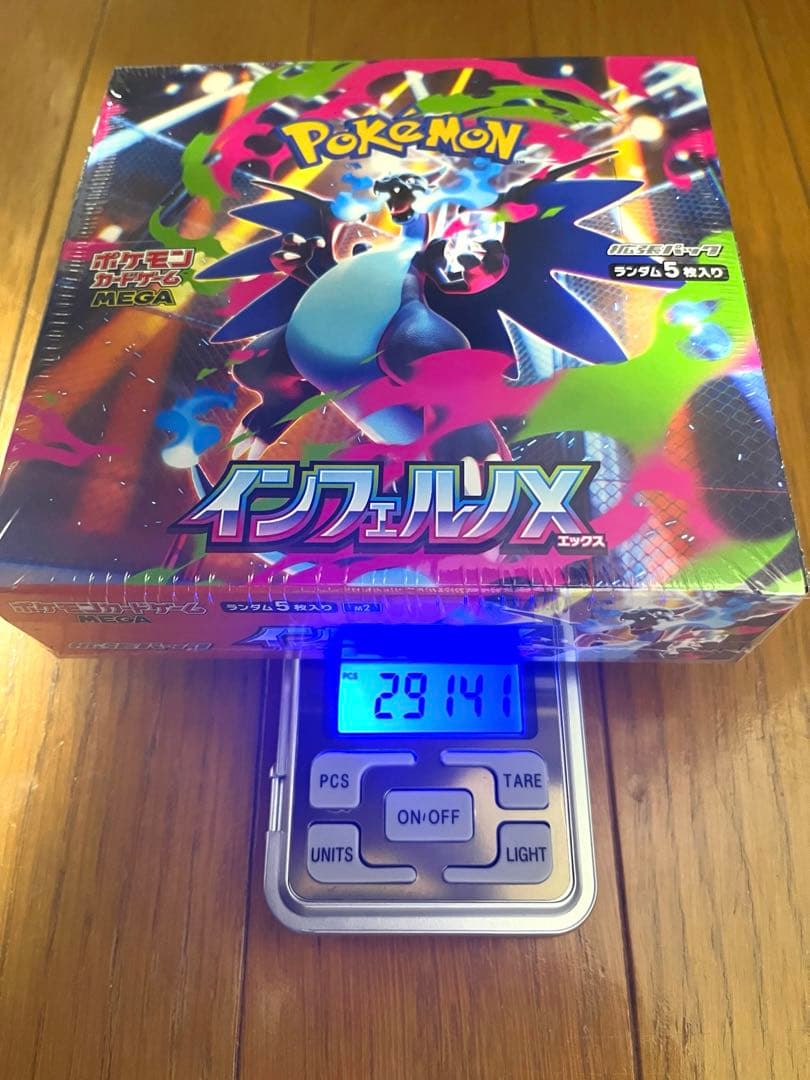 POKéMON
ポケモン
カードゲーム
MEGA
拡張パック
ランダム5枚入り
インフェルノX
エックス
ポケモンカードゲーム
MEGA
ランダム5枚入り M2
拡張パック
PCS
29141
PCS
TARE
ON/OFF
UNITS
LIGHT